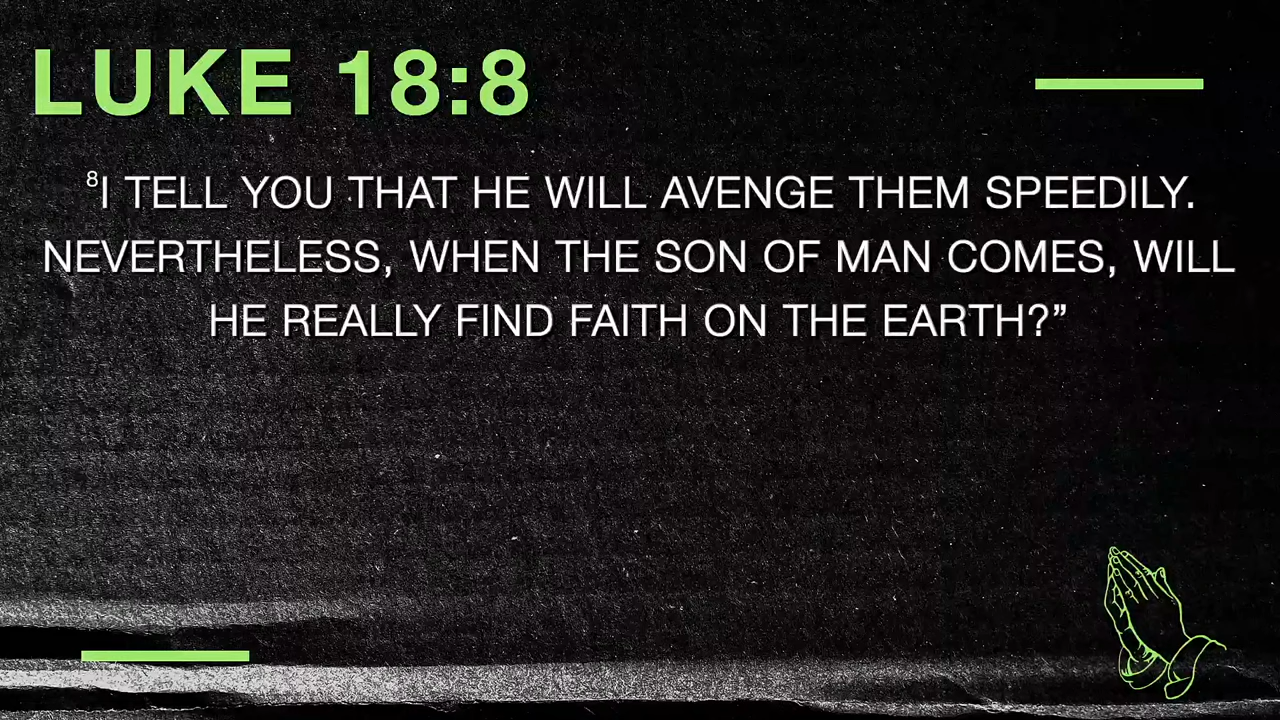 LUKE 18:8
⁸I TELL YOU THAT HE WILL AVENGE THEM SPEEDILY.
NEVERTHELESS, WHEN THE SON OF MAN COMES, WILL
HE REALLY FIND FAITH ON THE EARTH?”